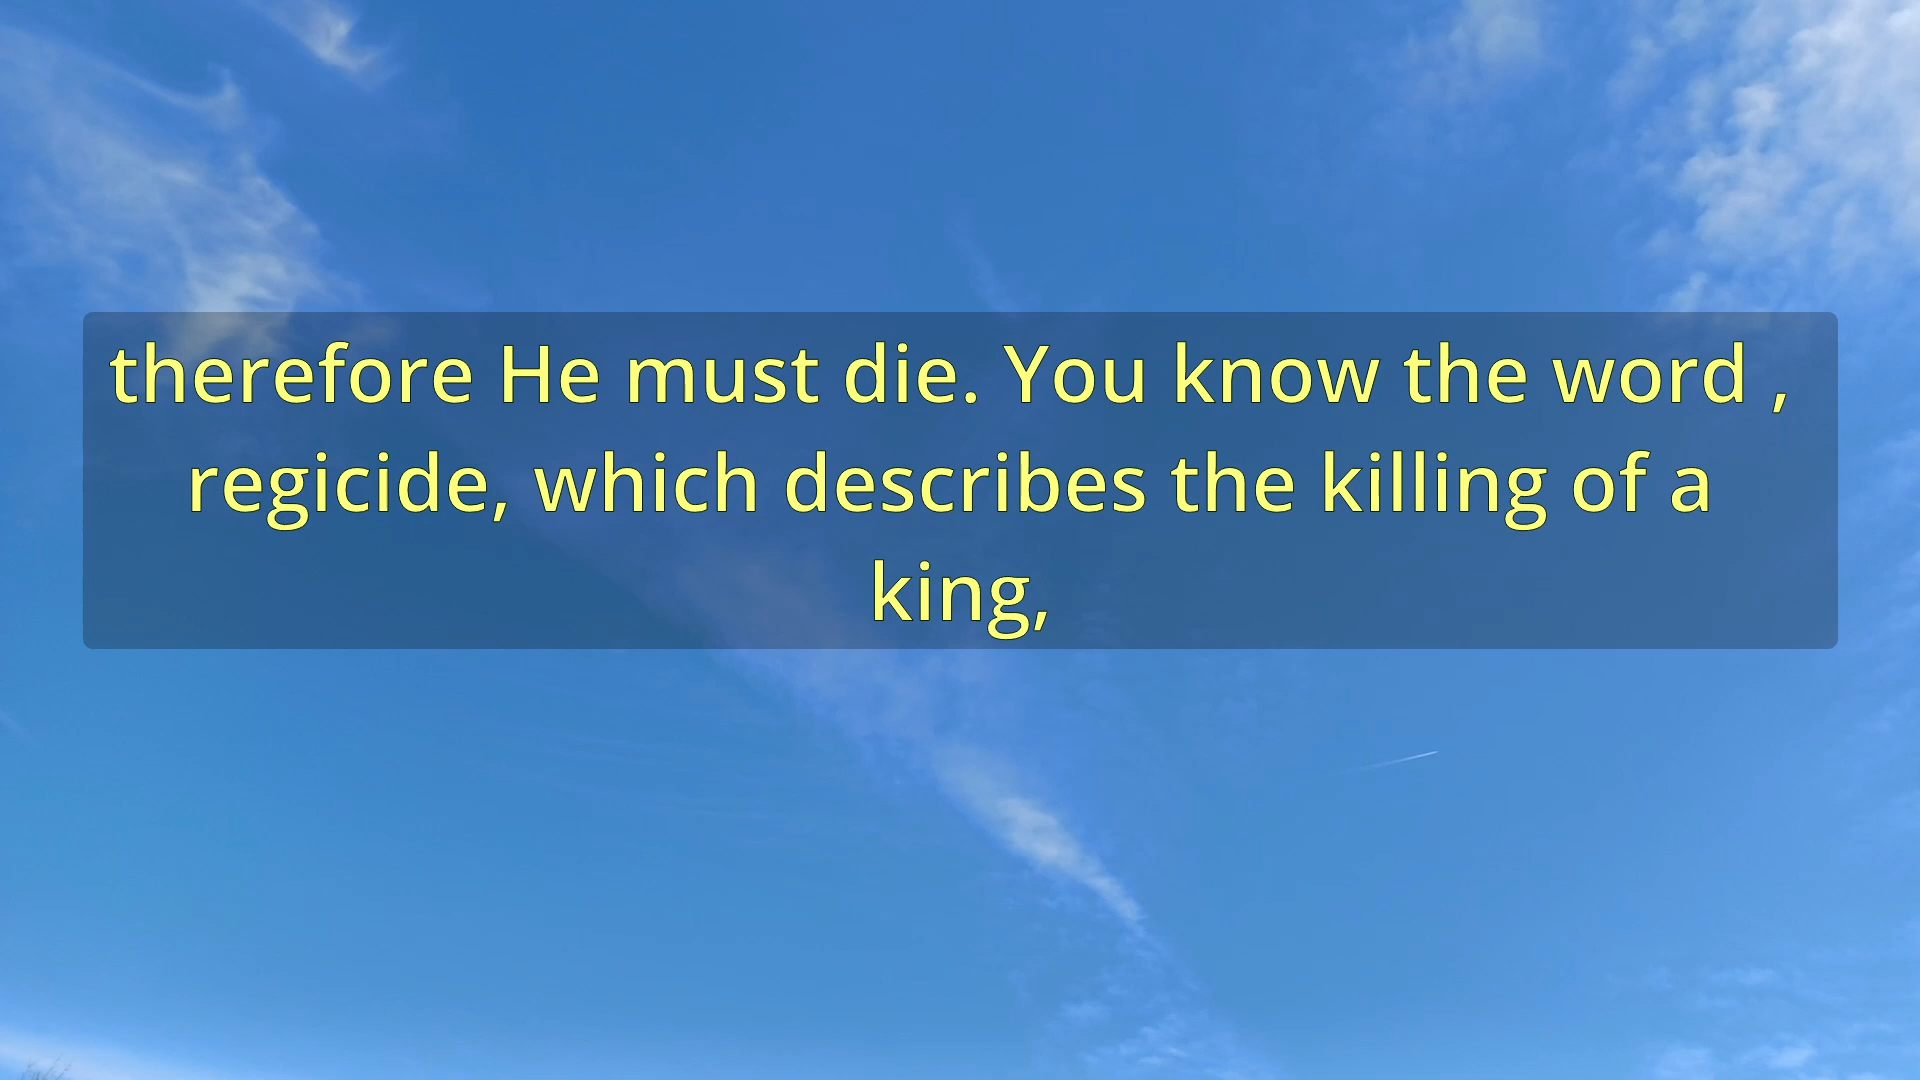 therefore He must die. You know the word ,
regicide, which describes the killing of a
king,